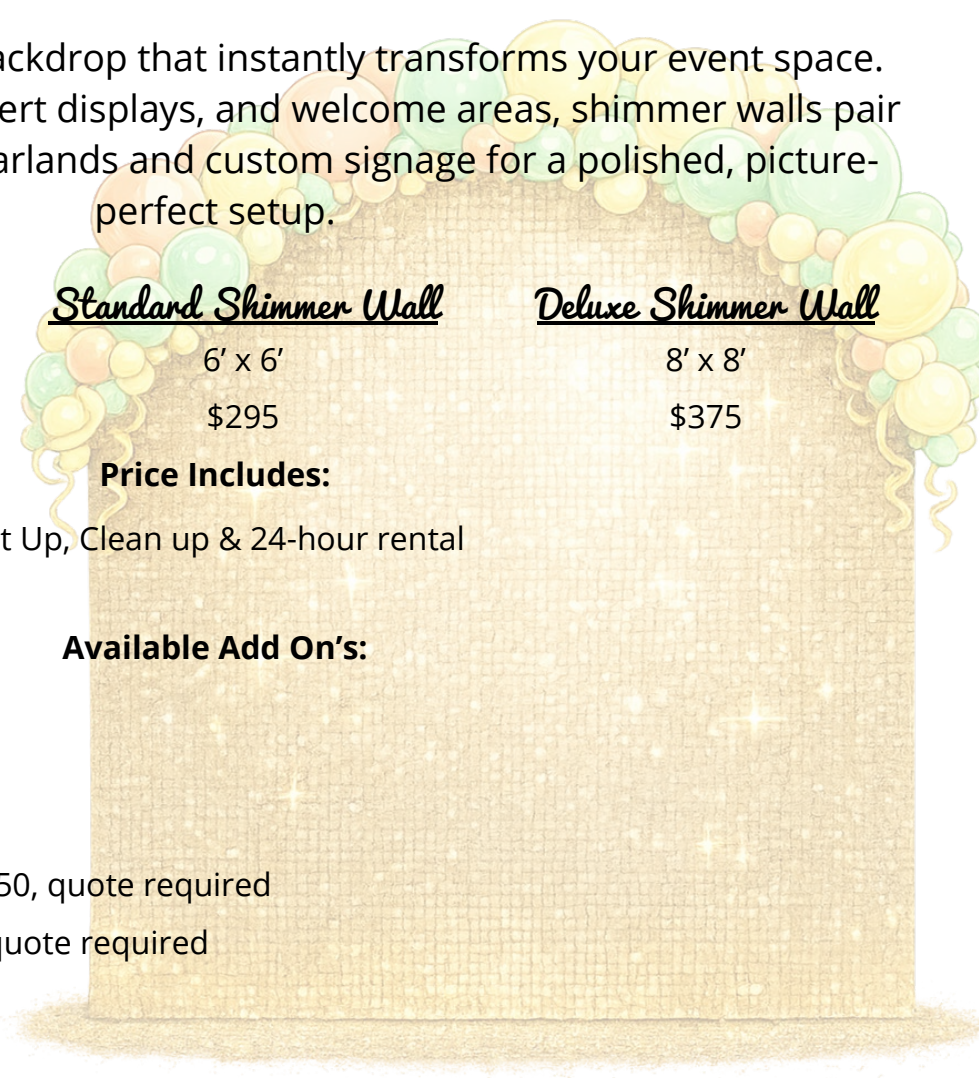 ackdrop that instantly transforms your event space.
ert displays, and welcome areas, shimmer walls pair
arlands and custom signage for a polished, picture-
perfect setup.
Standard Shimmer Wall Deluxe Shimmer Wall
6’ x 6’ 8’ x 8’
$295 $375
Price Includes:
t Up, Clean up & 24-hour rental
Available Add On’s:
50, quote required
quote required